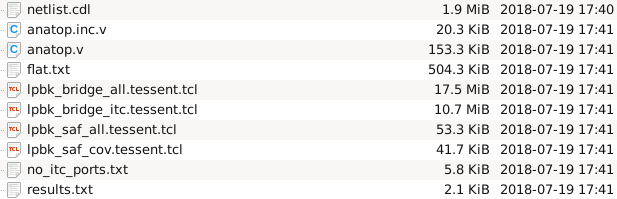 netlist.cdl 1.9 MiB 2018-07-19 17:40
C anatop.inc.v 20.3 KiB 2018-07-19 17:41
C anatop.v 153.3 KiB 2018-07-19 17:41
flat.txt 504.3 KiB 2018-07-19 17:41
TCL lpbk_bridge_all.tessent.tcl 17.5 MiB 2018-07-19 17:41
TCL lpbk_bridge_itc.tessent.tcl 10.7 MiB 2018-07-19 17:41
TCL lpbk_saf_all.tessent.tcl 53.3 KiB 2018-07-19 17:41
TCL lpbk_saf_cov.tessent.tcl 41.7 KiB 2018-07-19 17:41
no_itc_ports.txt 5.8 KiB 2018-07-19 17:41
results.txt 2.1 KiB 2018-07-19 17:41